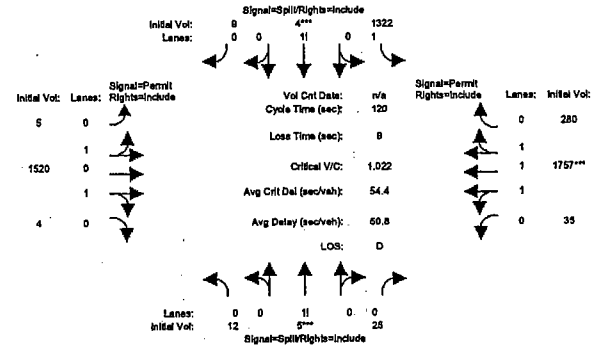 Signal=Split/Rights=Include
Initial Vol: 9 4*** 1322
Lanes: 0 0 1! 0 1
Signal=Permit
Initial Vol: Lanes: Rights=Include
5 0
1
1520 0
1
4 0
Vol Cnt Date: n/a
Cycle Time (sec): 120
Loss Time (sec):
Critical V/C: 1.022
Avg Crit Del (sec/veh): 54.4
Avg Delay (sec/veh): 50.8
LOS: D
Signal=Permit
Rights=Include Lanes: Initial Vol:
0 280
1
1 1757***
1
0 35
Lanes: 0 0 1! 0 0
Initial Vol: 12 5*** 25
Signal=Split/Rights=Include